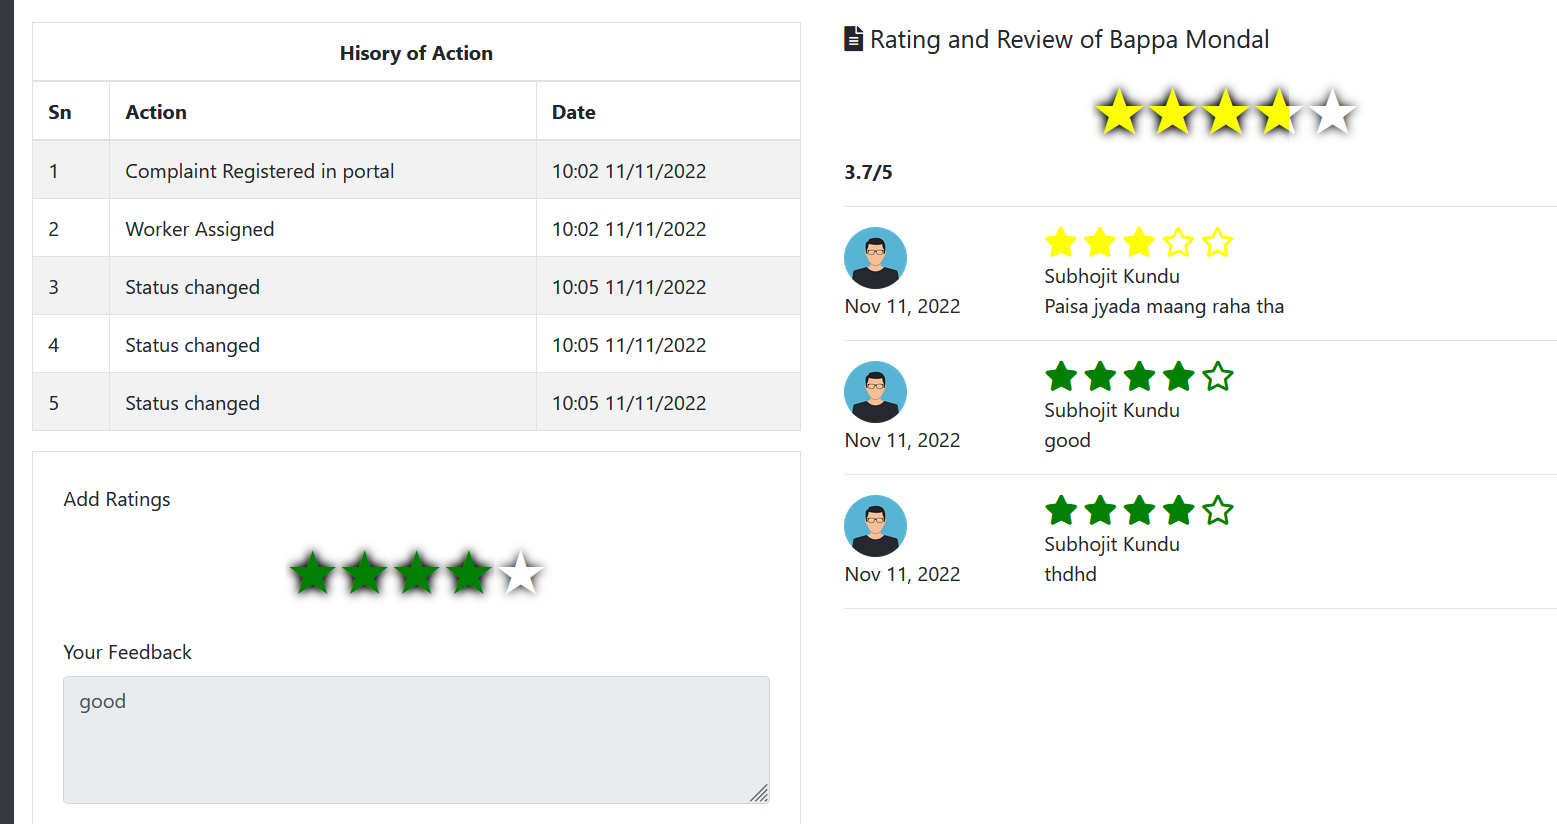 Hisory of Action
Sn Action Date
1 Complaint Registered in portal 10:02 11/11/2022
2 Worker Assigned 10:02 11/11/2022
3 Status changed 10:05 11/11/2022
4 Status changed 10:05 11/11/2022
5 Status changed 10:05 11/11/2022
Add Ratings
Your Feedback
good
Rating and Review of Bappa Mondal
3.7/5
Subhojit Kundu
Nov 11, 2022 Paisa jyada maang raha tha
Subhojit Kundu
Nov 11, 2022 good
Subhojit Kundu
Nov 11, 2022 thdhd